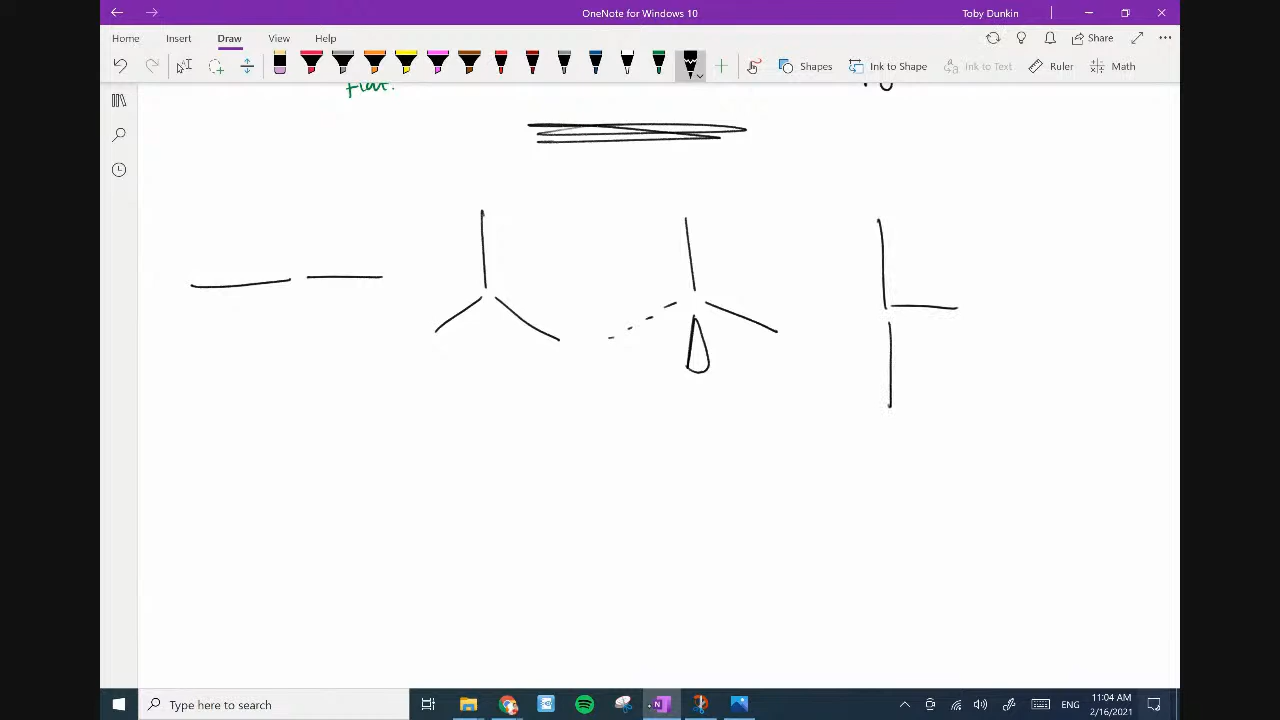 OneNote for Windows 10
Toby Dunkin
Home Insert Draw View Help
Share
Shapes Ink to Shape Ink to Text Ruler Math
flat.
Type here to search
ENG
11:04 AM
2/16/2021